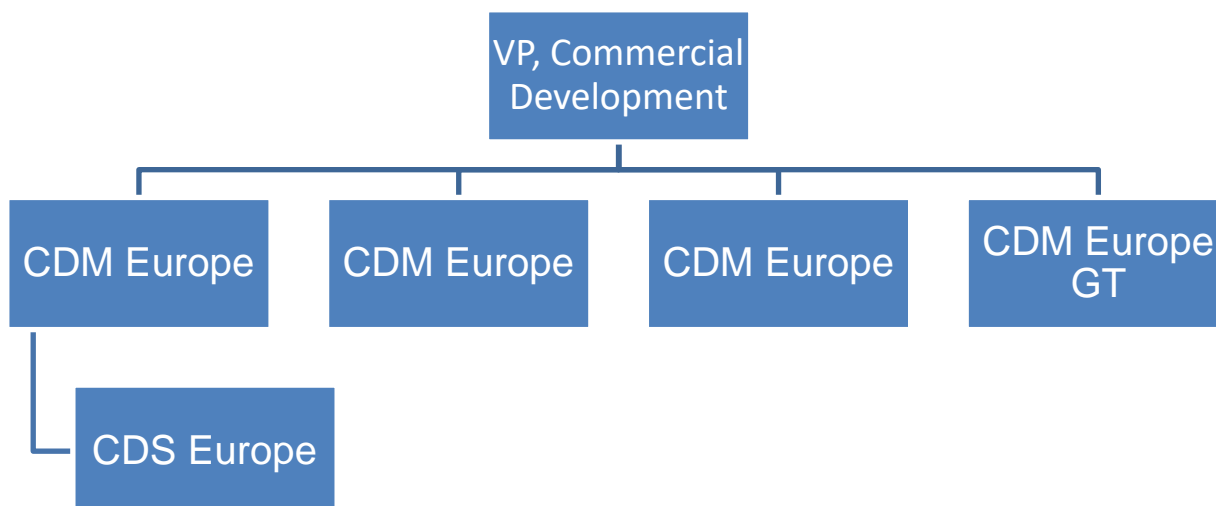 VP, Commercial
Development
CDM Europe
CDM Europe
CDM Europe
CDM Europe
GT
CDS Europe